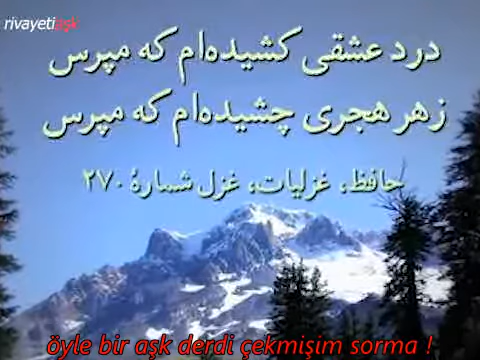 rivayetiaşk
درد عشقی کشیده‌ام که مپرس
زهر هجری چشیده‌ام که مپرس
حافظ، غزلیات، غزل شمارهٔ ۲۷۰
öyle bir aşk derdi çekmişim sorma !